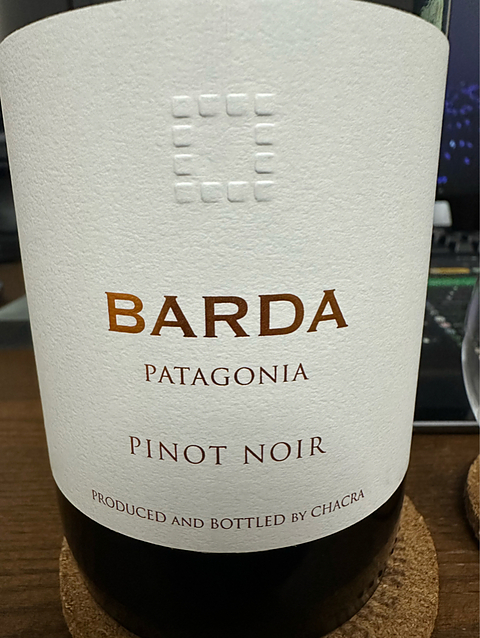 BARDA
PATAGONIA
PINOT NOIR
PRODUCED AND BOTTLED BY CHACRA